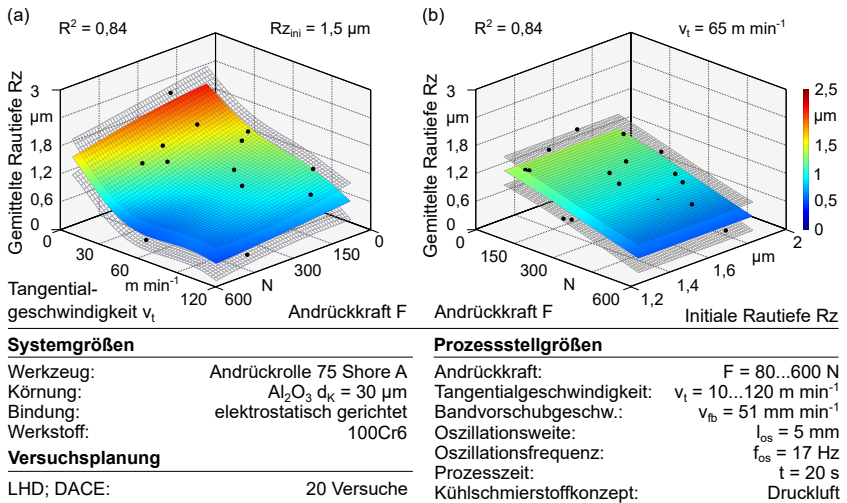 (a)
R² = 0,84
Rz_ini = 1,5 µm
Gemittelte Rautiefe Rz
3
µm
1,8
1,2
0,6
0
0
30
60
m min⁻¹
120
Tangential-
geschwindigkeit v_t
600
N
300
150
0
Andrückkraft F
(b)
R² = 0,84
v_t = 65 m min⁻¹
Gemittelte Rautiefe Rz
3
µm
1,8
1,2
0,6
0
0
150
300
N
600
Andrückkraft F
1,2
1,4
1,6
µm
2
Initiale Rautiefe Rz
2,5
µm
1,5
1
0,5
0
Systemgrößen
Werkzeug: Andrückrolle 75 Shore A
Körnung: Al₂O₃ d_K = 30 µm
Bindung: elektrostatisch gerichtet
Werkstoff: 100Cr6
Versuchsplanung
LHD; DACE: 20 Versuche
Prozessstellgrößen
Andrückkraft: F = 80...600 N
Tangentialgeschwindigkeit: v_t = 10...120 m min⁻¹
Bandvorschubgeschw.: v_fb = 51 mm min⁻¹
Oszillationsweite: l_os = 5 mm
Oszillationsfrequenz: f_os = 17 Hz
Prozesszeit: t = 20 s
Kühlschmierstoffkonzept: Druckluft